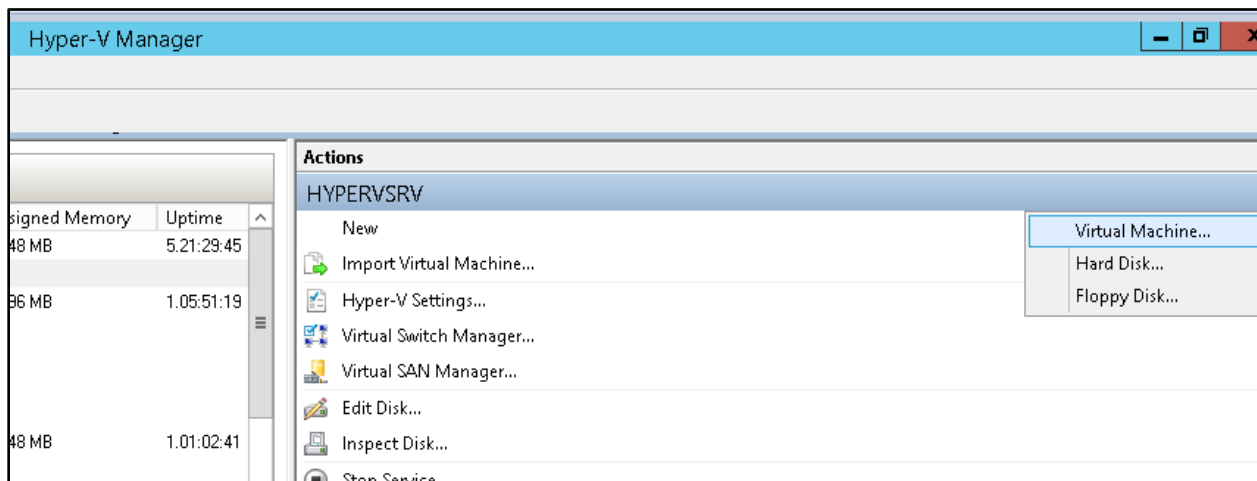 Hyper-V Manager
Actions
HYPERVSRV
signed Memory Uptime
48 MB 5.21:29:45
96 MB 1.05:51:19
48 MB 1.01:02:41
New
Import Virtual Machine...
Hyper-V Settings...
Virtual Switch Manager...
Virtual SAN Manager...
Edit Disk...
Inspect Disk...
Stop Service
Virtual Machine...
Hard Disk...
Floppy Disk...